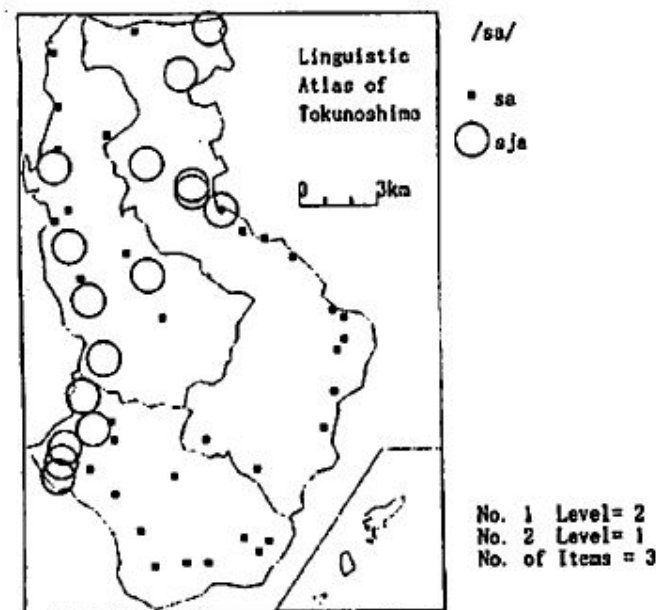 Linguistic
Atlas of
Tokunoshimo
0 3km
/sa/
sa
sja
No. 1 Level= 2
No. 2 Level= 1
No. of Items = 3